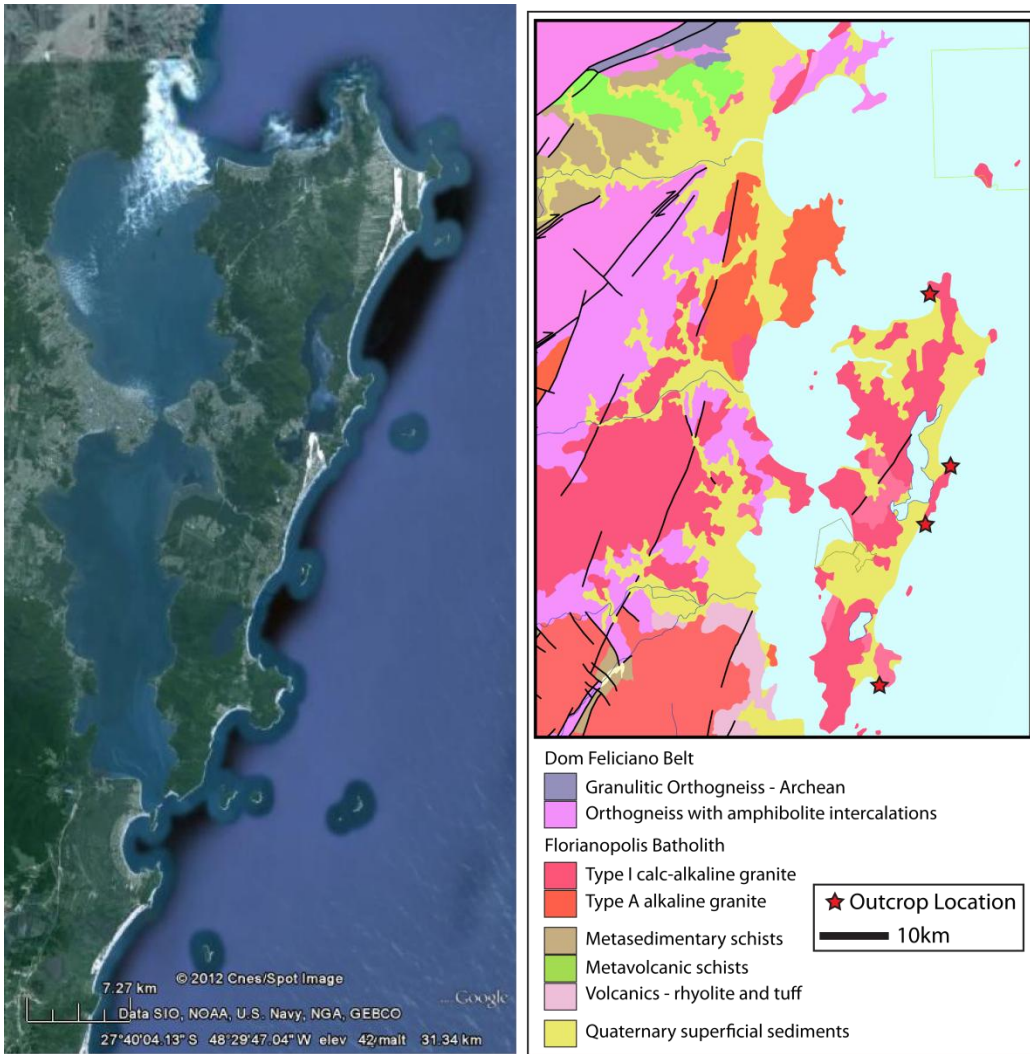 7.27 km
© 2012 Cnes/Spot Image
Google
Data SIO, NOAA, U.S. Navy, NGA, GEBCO
27°40'04.13" S 48°29'47.04" W elev 42 malt 31.34 km
Dom Feliciano Belt
Granulitic Orthogneiss - Archean
Orthogneiss with amphibolite intercalations
Florianopolis Batholith
Type I calc-alkaline granite
Type A alkaline granite
Metasedimentary schists
Metavolcanic schists
Volcanics - rhyolite and tuff
Quaternary superficial sediments
Outcrop Location
10km